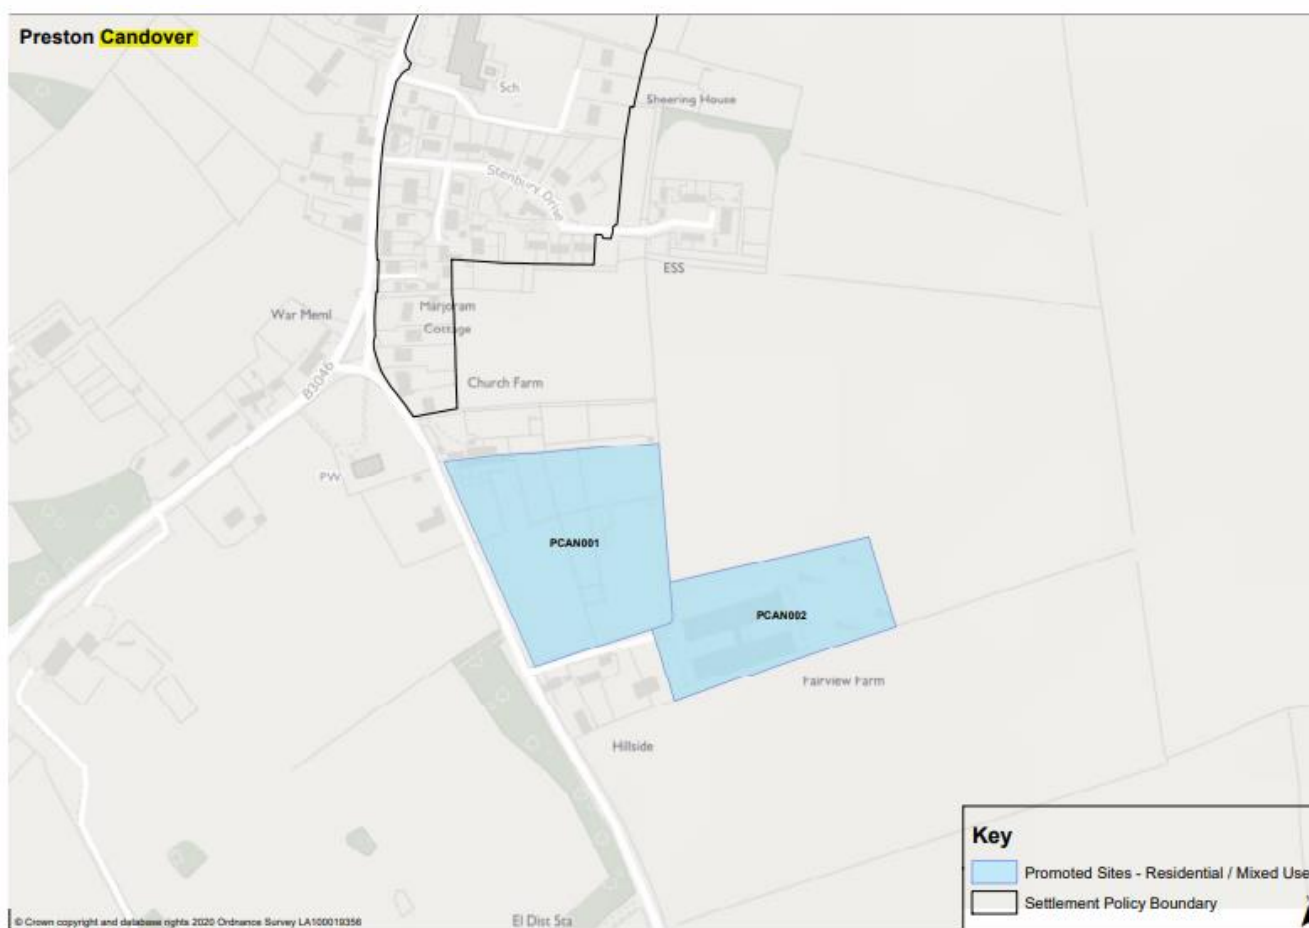 Preston Candover
Sch
Sheering House
Stenbury Drive
ESS
War Meml
Marjoram
Cottage
B3046
Church Farm
PW
PCAN001
PCAN002
Fairview Farm
Hillside
Key
Promoted Sites - Residential / Mixed Use
Settlement Policy Boundary
© Crown copyright and database rights 2020 Ordnance Survey LA100019356
El Dist Sta